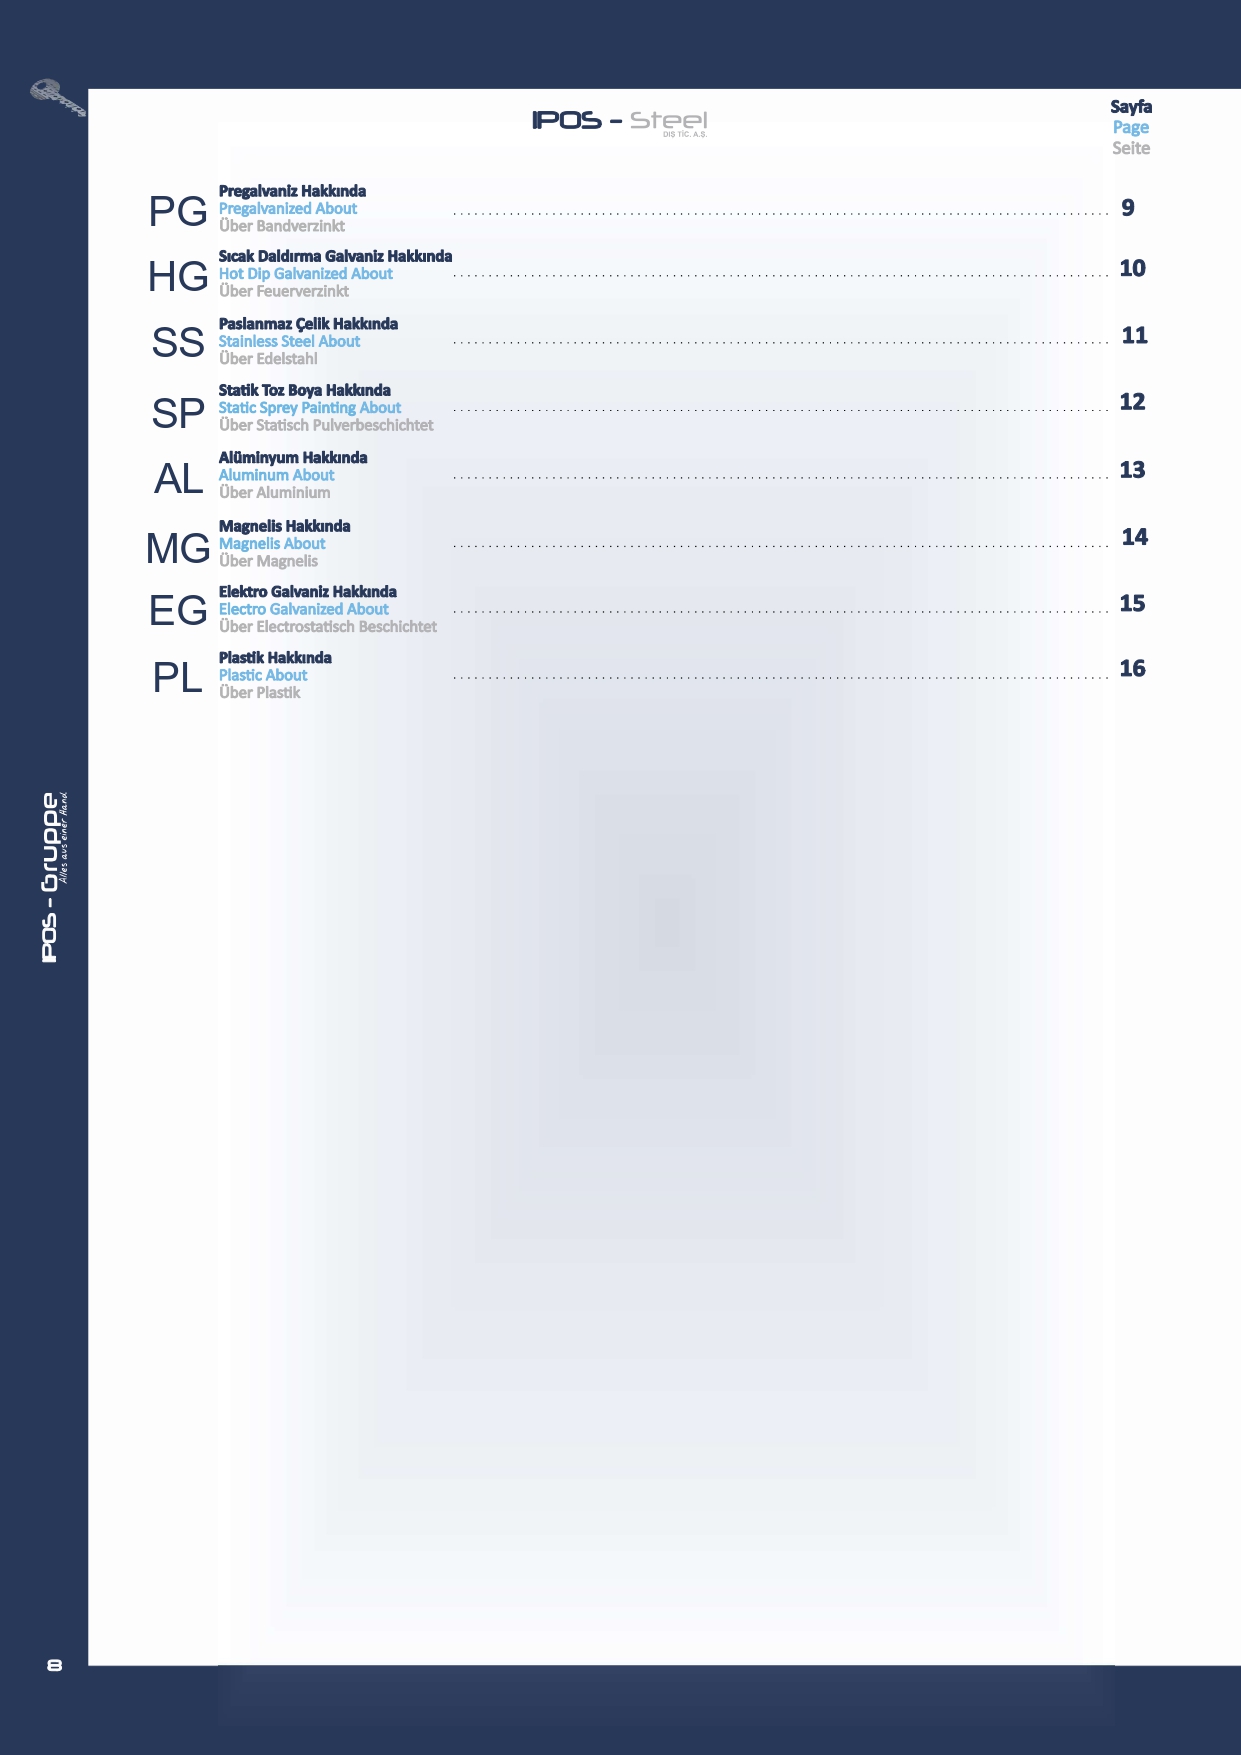 IPOS - Steel
DIŞ TİC. A.Ş.
Sayfa
Page
Seite
PG
Pregalvaniz Hakkında
Pregalvanized About
Über Bandverzinkt
9
HG
Sıcak Daldırma Galvaniz Hakkında
Hot Dip Galvanized About
Über Feuerverzinkt
10
SS
Paslanmaz Çelik Hakkında
Stainless Steel About
Über Edelstahl
11
SP
Statik Toz Boya Hakkında
Static Sprey Painting About
Über Statisch Pulverbeschichtet
12
AL
Alüminyum Hakkında
Aluminum About
Über Aluminium
13
MG
Magnelis Hakkında
Magnelis About
Über Magnelis
14
EG
Elektro Galvaniz Hakkında
Electro Galvanized About
Über Electrostatisch Beschichtet
15
PL
Plastik Hakkında
Plastic About
Über Plastik
16
IPOS - Gruppe
Alles aus einer Hand
8